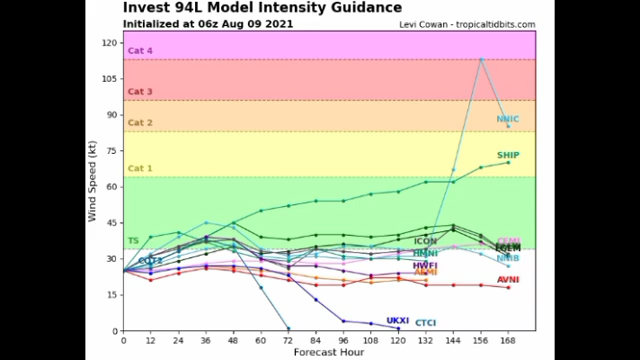 Invest 94L Model Intensity Guidance
Initialized at 06z Aug 09 2021
Levi Cowan - tropicaltidbits.com
Wind Speed (kt)
120
105
90
75
60
45
30
15
0
Cat 4
Cat 3
Cat 2
Cat 1
TS
NNIC
SHIP
ICON
HMNI
HWFI
AEMI
NNIB
AVNI
UKXI
CTCI
0 12 24 36 48 60 72 84 96 108 120 132 144 156 168
Forecast Hour